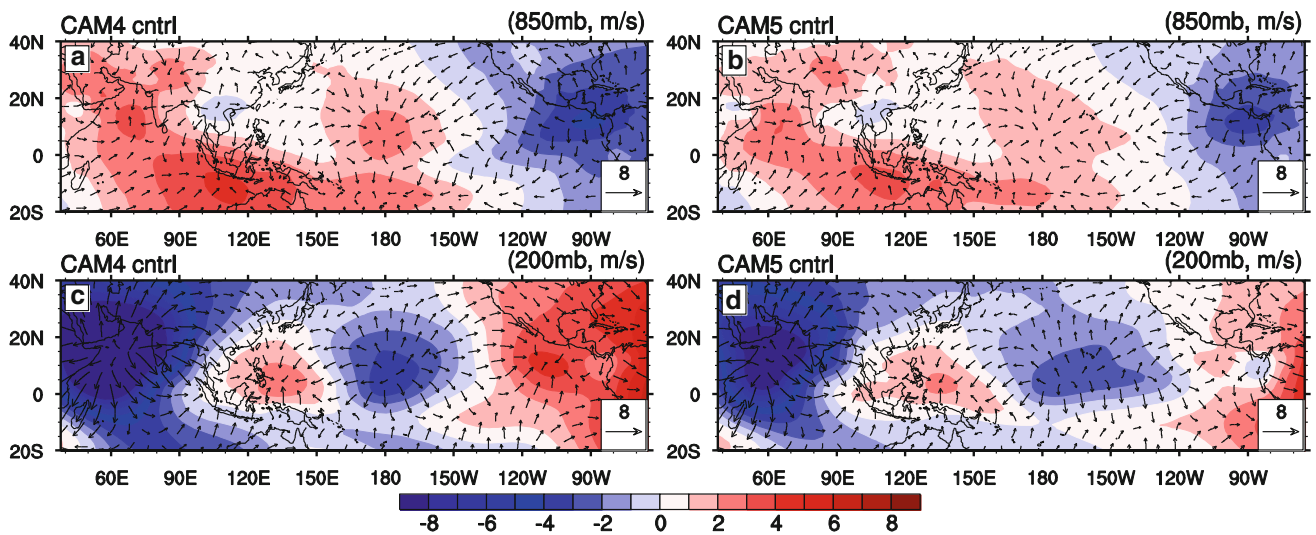 CAM4 cntrl (850mb, m/s) CAM5 cntrl (850mb, m/s)
40N a b
20N 20N
0 0
8 8
20S 20S
60E 90E 120E 150E 180 150W 120W 90W 60E 90E 120E 150E 180 150W 120W 90W
CAM4 cntrl (200mb, m/s) CAM5 cntrl (200mb, m/s)
40N c 40N d
20N 20N
0 0
8 8
20S 20S
60E 90E 120E 150E 180 150W 120W 90W 60E 90E 120E 150E 180 150W 120W 90W
-8 -6 -4 -2 0 2 4 6 8